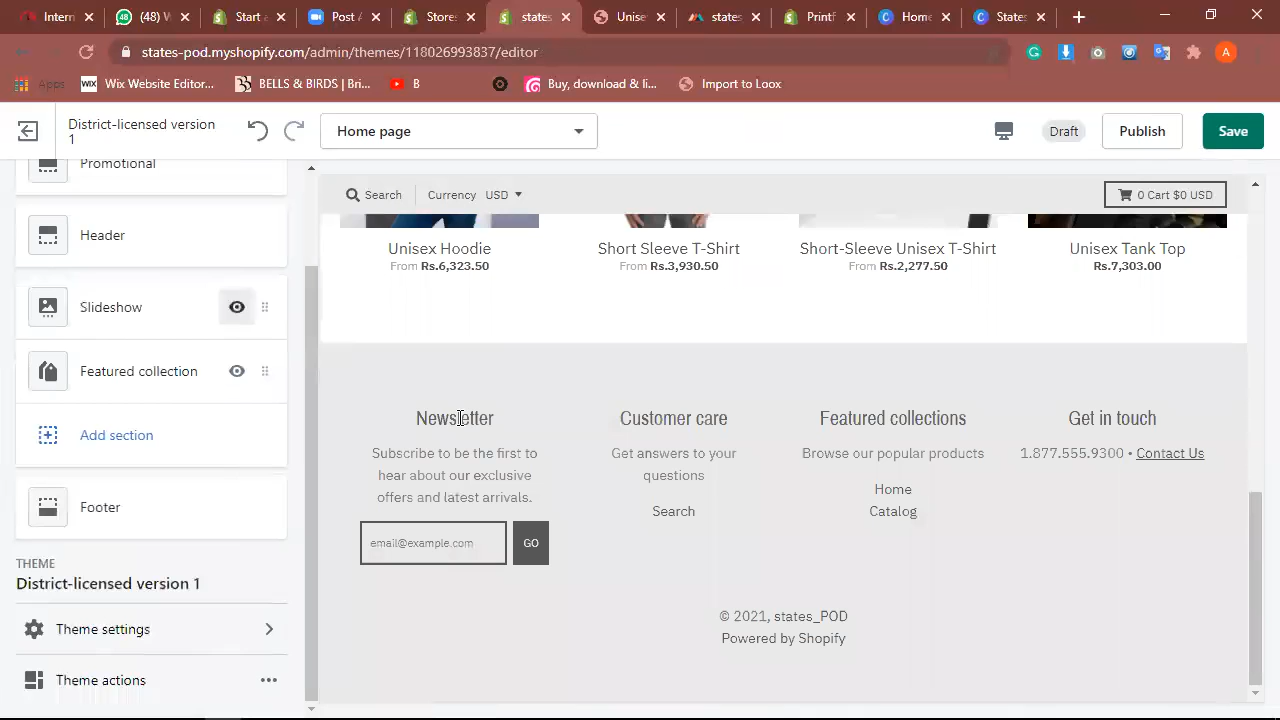 Intern
(48) W
Start a
Post A
Stores
states
Unise
states
Printf
Home
States
states-pod.myshopify.com/admin/themes/118026993837/editor
A
Apps
WIX Wix Website Editor...
BELLS & BIRDS | Bri...
B
Buy, download & li...
Import to Loox
District-licensed version 1
Home page
Draft
Publish
Save
Promotional
Header
Slideshow
Featured collection
Add section
Footer
THEME
District-licensed version 1
Theme settings
Theme actions
Search
Currency USD
0 Cart $0 USD
Unisex Hoodie
From Rs.6,323.50
Short Sleeve T-Shirt
From Rs.3,930.50
Short-Sleeve Unisex T-Shirt
From Rs.2,277.50
Unisex Tank Top
Rs.7,303.00
Newsletter
Subscribe to be the first to
hear about our exclusive
offers and latest arrivals.
email@example.com
GO
Customer care
Get answers to your
questions
Search
Featured collections
Browse our popular products
Home
Catalog
Get in touch
1.877.555.9300 • Contact Us
© 2021, states_POD
Powered by Shopify